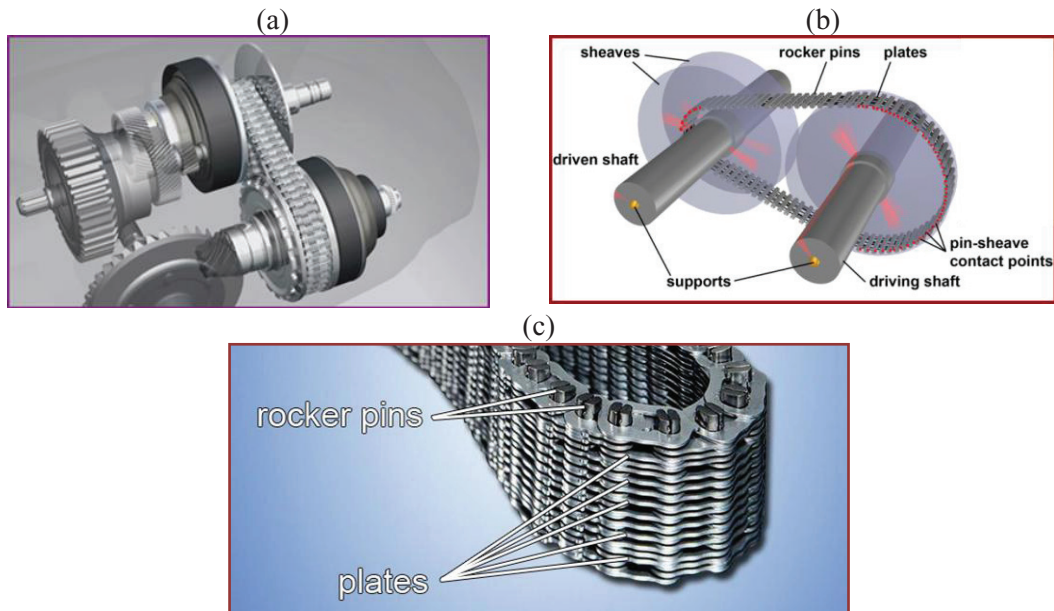 (a)
(b)
sheaves
rocker pins
plates
driven shaft
pin-sheave
contact points
supports
driving shaft
(c)
rocker pins
plates